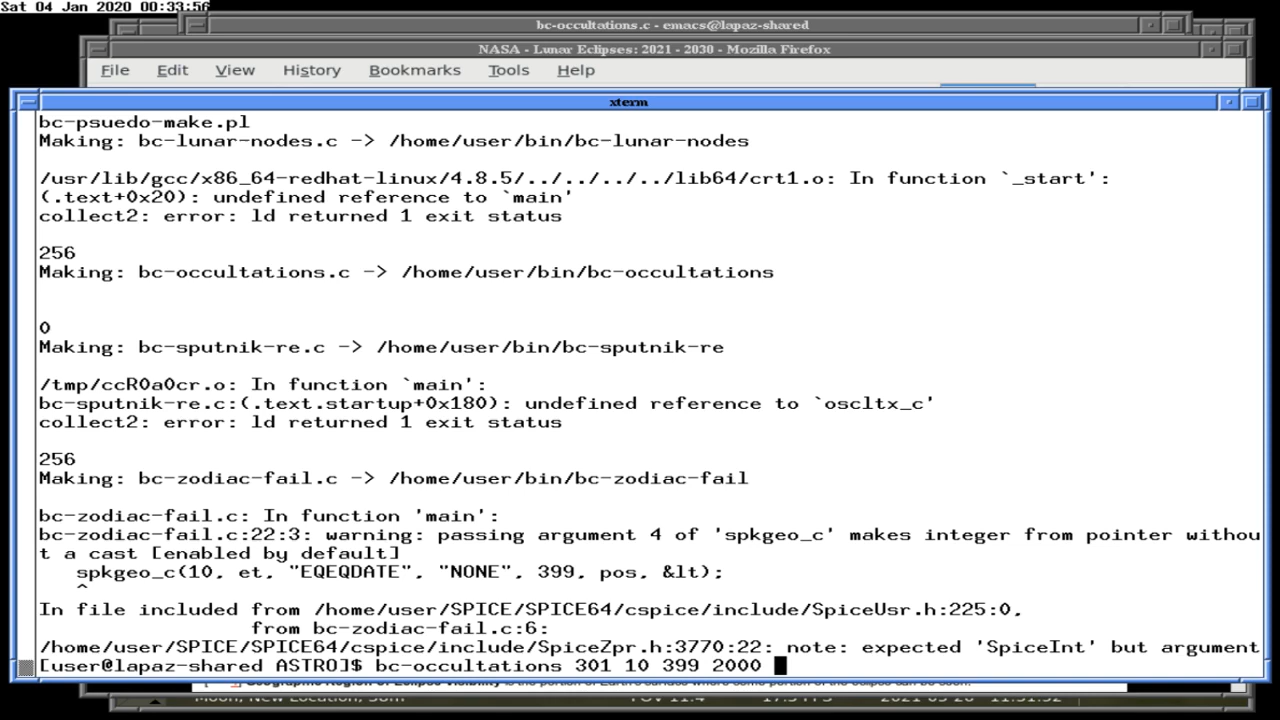 Sat 04 Jan 2020 00:33:56
bc-occultations.c - emacs@lapaz-shared
NASA - Lunar Eclipses: 2021 - 2030 - Mozilla Firefox
File Edit View History Bookmarks Tools Help
xterm
bc-psuedo-make.pl
Making: bc-lunar-nodes.c -> /home/user/bin/bc-lunar-nodes
/usr/lib/gcc/x86_64-redhat-linux/4.8.5/../../../../lib64/crt1.o: In function `_start':
(.text+0x20): undefined reference to `main'
collect2: error: ld returned 1 exit status
256
Making: bc-occultations.c -> /home/user/bin/bc-occultations
0
Making: bc-sputnik-re.c -> /home/user/bin/bc-sputnik-re
/tmp/ccR0a0cr.o: In function `main':
bc-sputnik-re.c:(.text.startup+0x180): undefined reference to `oscltx_c'
collect2: error: ld returned 1 exit status
256
Making: bc-zodiac-fail.c -> /home/user/bin/bc-zodiac-fail
bc-zodiac-fail.c: In function 'main':
bc-zodiac-fail.c:22:3: warning: passing argument 4 of 'spkgeo_c' makes integer from pointer withou
t a cast [enabled by default]
spkgeo_c(10, et, "EQEQDATE", "NONE", 399, pos, &lt);
^
In file included from /home/user/SPICE/SPICE64/cspice/include/SpiceUsr.h:225:0,
from bc-zodiac-fail.c:6:
/home/user/SPICE/SPICE64/cspice/include/SpiceZpr.h:3770:22: note: expected 'SpiceInt' but argument
[user@lapaz-shared ASTRO]$ bc-occultations 301 10 399 2000